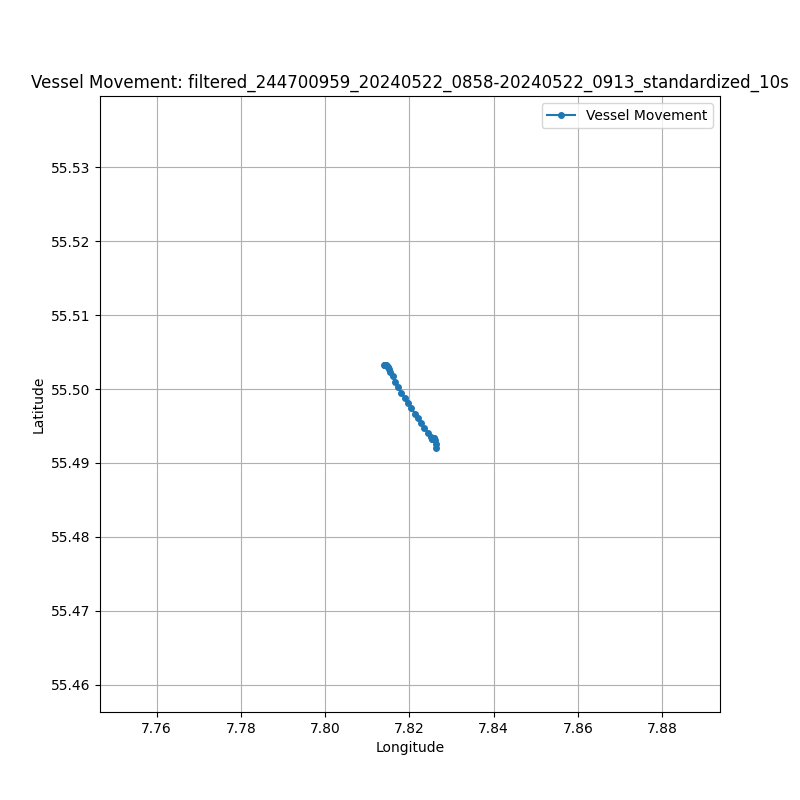 Vessel Movement: filtered_244700959_20240522_0858-20240522_0913_standardized_10s
Vessel Movement
55.53
55.52
55.51
55.50
55.49
55.48
55.47
55.46
Latitude
7.76 7.78 7.80 7.82 7.84 7.86 7.88
Longitude